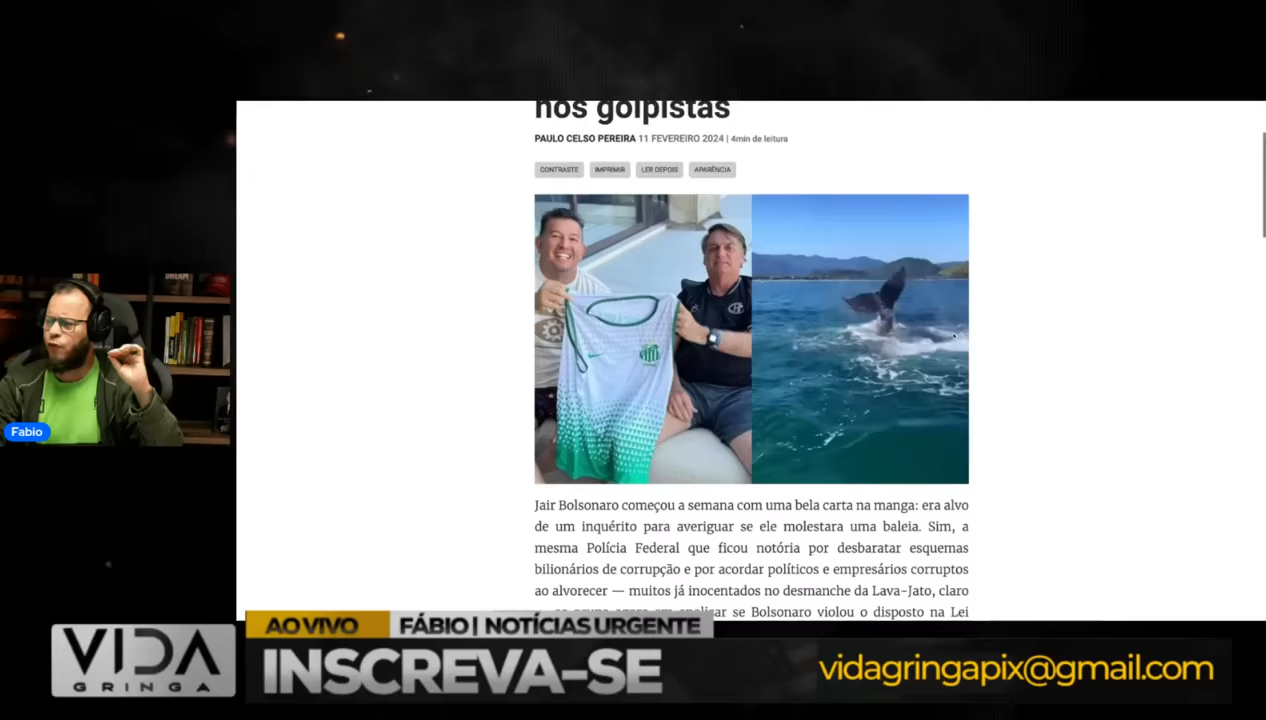 nos golpistas
PAULO CELSO PEREIRA 11 FEVEREIRO 2024 | 4min de leitura
CONTRASTE IMPRIMIR LER DEPOIS APARÊNCIA
Jair Bolsonaro começou a semana com uma bela carta na manga: era alvo
de um inquérito para averiguar se ele molestara uma baleia. Sim, a
mesma Polícia Federal que ficou notória por desbaratar esquemas
bilionários de corrupção e por acordar políticos e empresários corruptos
ao alvorecer — muitos já inocentados no desmanche da Lava-Jato, claro
se Bolsonaro violou o disposto na Lei
Fabio
AO VIVO FÁBIO | NOTÍCIAS URGENTE
VIDA
GRINGA
INSCREVA-SE
vidagringapix@gmail.com